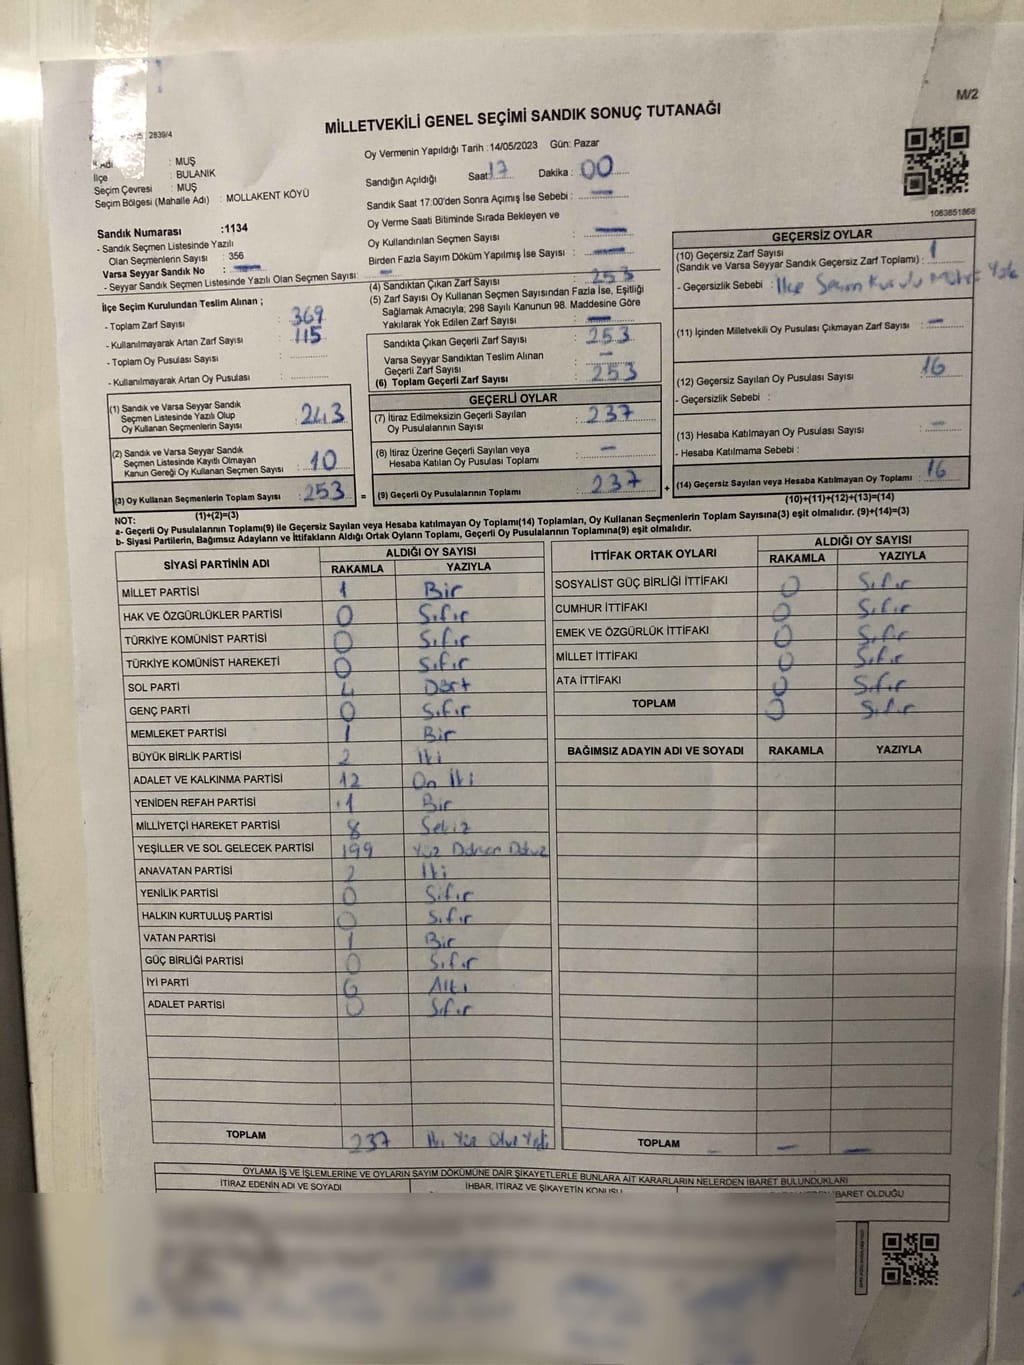 M/2
MİLLETVEKİLİ GENEL SEÇİMİ SANDIK SONUÇ TUTANAĞI
2839/4
: MUŞ
İlçe : BULANIK
Seçim Çevresi : MUŞ
Seçim Bölgesi (Mahalle Adı) : MOLLAKENT KÖYÜ
Oy Vermenin Yapıldığı Tarih : 14/05/2023 Gün: Pazar
Sandığın Açıldığı Saat: 17 Dakika : 00
Sandık Saat 17:00'den Sonra Açımış İse Sebebi : —
Oy Verme Saati Bitiminde Sırada Bekleyen ve
Oy Kullandırılan Seçmen Sayısı : —
Birden Fazla Sayım Döküm Yapılmış İse Sayısı : —
1083851868
Sandık Numarası :1134
- Sandık Seçmen Listesinde Yazılı
Olan Seçmenlerin Sayısı : 356
Varsa Seyyar Sandık No : —
- Seyyar Sandık Seçmen Listesinde Yazılı Olan Seçmen Sayısı: —
İlçe Seçim Kurulundan Teslim Alınan ;
- Toplam Zarf Sayısı : 369
- Kullanılmayarak Artan Zarf Sayısı : 115
- Toplam Oy Pusulası Sayısı :
- Kullanılmayarak Artan Oy Pusulası :
(1) Sandık ve Varsa Seyyar Sandık
Seçmen Listesinde Yazılı Olup
Oy Kullanan Seçmenlerin Sayısı : 243
(2) Sandık ve Varsa Seyyar Sandık
Seçmen Listesinde Kayıtlı Olmayan
Kanun Gereği Oy Kullanan Seçmen Sayısı : 10
(3) Oy Kullanan Seçmenlerin Toplam Sayısı : 253
(1)+(2)=(3)
(4) Sandıktan Çıkan Zarf Sayısı : 253
(5) Zarf Sayısı Oy Kullanan Seçmen Sayısından Fazla İse, Eşitliği
Sağlamak Amacıyla; 298 Sayılı Kanunun 98. Maddesine Göre
Yakılarak Yok Edilen Zarf Sayısı : —
Sandıkta Çıkan Geçerli Zarf Sayısı : 253
Varsa Seyyar Sandıktan Teslim Alınan
Geçerli Zarf Sayısı : —
(6) Toplam Geçerli Zarf Sayısı : 253
GEÇERLİ OYLAR
(7) İtiraz Edilmeksizin Geçerli Sayılan
Oy Pusulalarının Sayısı : 237
(8) İtiraz Üzerine Geçerli Sayılan veya
Hesaba Katılan Oy Pusulası Toplamı : —
= (9) Geçerli Oy Pusulalarının Toplamı : 237
GEÇERSİZ OYLAR
(10) Geçersiz Zarf Sayısı
(Sandık ve Varsa Seyyar Sandık Geçersiz Zarf Toplamı) : 1
- Geçersizlik Sebebi : İlçe Seçim Kurulu
(11) İçinden Milletvekili Oy Pusulası Çıkmayan Zarf Sayısı : —
(12) Geçersiz Sayılan Oy Pusulası Sayısı : 16
- Geçersizlik Sebebi :
(13) Hesaba Katılmayan Oy Pusulası Sayısı : —
- Hesaba Katılmama Sebebi :
+ (14) Geçersiz Sayılan veya Hesaba Katılmayan Oy Toplamı : 16
(10)+(11)+(12)+(13)=(14)
NOT:
a- Geçerli Oy Pusulalarının Toplamı(9) ile Geçersiz Sayılan veya Hesaba katılmayan Oy Toplamı(14) Toplamları, Oy Kullanan Seçmenlerin Toplam Sayısına(3) eşit olmalıdır. (9)+(14)=(3)
b- Siyasi Partilerin, Bağımsız Adayların ve İttifakların Aldığı Ortak Oyların Toplamı, Geçerli Oy Pusulalarının Toplamına(9) eşit olmalıdır.
SİYASİ PARTİNİN ADI ALDIĞI OY SAYISI
RAKAMLA YAZIYLA
MİLLET PARTİSİ 1 Bir
HAK VE ÖZGÜRLÜKLER PARTİSİ 0 Sıfır
TÜRKİYE KOMÜNİST PARTİSİ 0 Sıfır
TÜRKİYE KOMÜNİST HAREKETİ 0 Sıfır
SOL PARTİ 4 Dört
GENÇ PARTİ 0 Sıfır
MEMLEKET PARTİSİ 1 Bir
BÜYÜK BİRLİK PARTİSİ 2 İki
ADALET VE KALKINMA PARTİSİ 12 On İki
YENİDEN REFAH PARTİSİ 1 Bir
MİLLİYETÇİ HAREKET PARTİSİ 8 Sekiz
YEŞİLLER VE SOL GELECEK PARTİSİ 199 Yüz Doksan Dokuz
ANAVATAN PARTİSİ 2 İki
YENİLİK PARTİSİ 0 Sıfır
HALKIN KURTULUŞ PARTİSİ 0 Sıfır
VATAN PARTİSİ 1 Bir
GÜÇ BİRLİĞİ PARTİSİ 0 Sıfır
İYİ PARTİ 6 Altı
ADALET PARTİSİ 0 Sıfır
TOPLAM 237 İki Yüz Otuz Yedi
İTTİFAK ORTAK OYLARI ALDIĞI OY SAYISI
RAKAMLA YAZIYLA
SOSYALİST GÜÇ BİRLİĞİ İTTİFAKI 0 Sıfır
CUMHUR İTTİFAKI 0 Sıfır
EMEK VE ÖZGÜRLÜK İTTİFAKI 0 Sıfır
MİLLET İTTİFAKI 0 Sıfır
ATA İTTİFAKI 0 Sıfır
TOPLAM 0 Sıfır
BAĞIMSIZ ADAYIN ADI VE SOYADI RAKAMLA YAZIYLA
TOPLAM — —
OYLAMA İŞ VE İŞLEMLERİNE VE OYLARIN SAYIM DÖKÜMÜNE DAİR ŞİKAYETLERLE BUNLARA AİT KARARLARIN NELERDEN İBARET BULUNDUKLARI
İTİRAZ EDENİN ADI VE SOYADI İHBAR, İTİRAZ VE ŞİKAYETİN KONUSU İBARET OLDUĞU